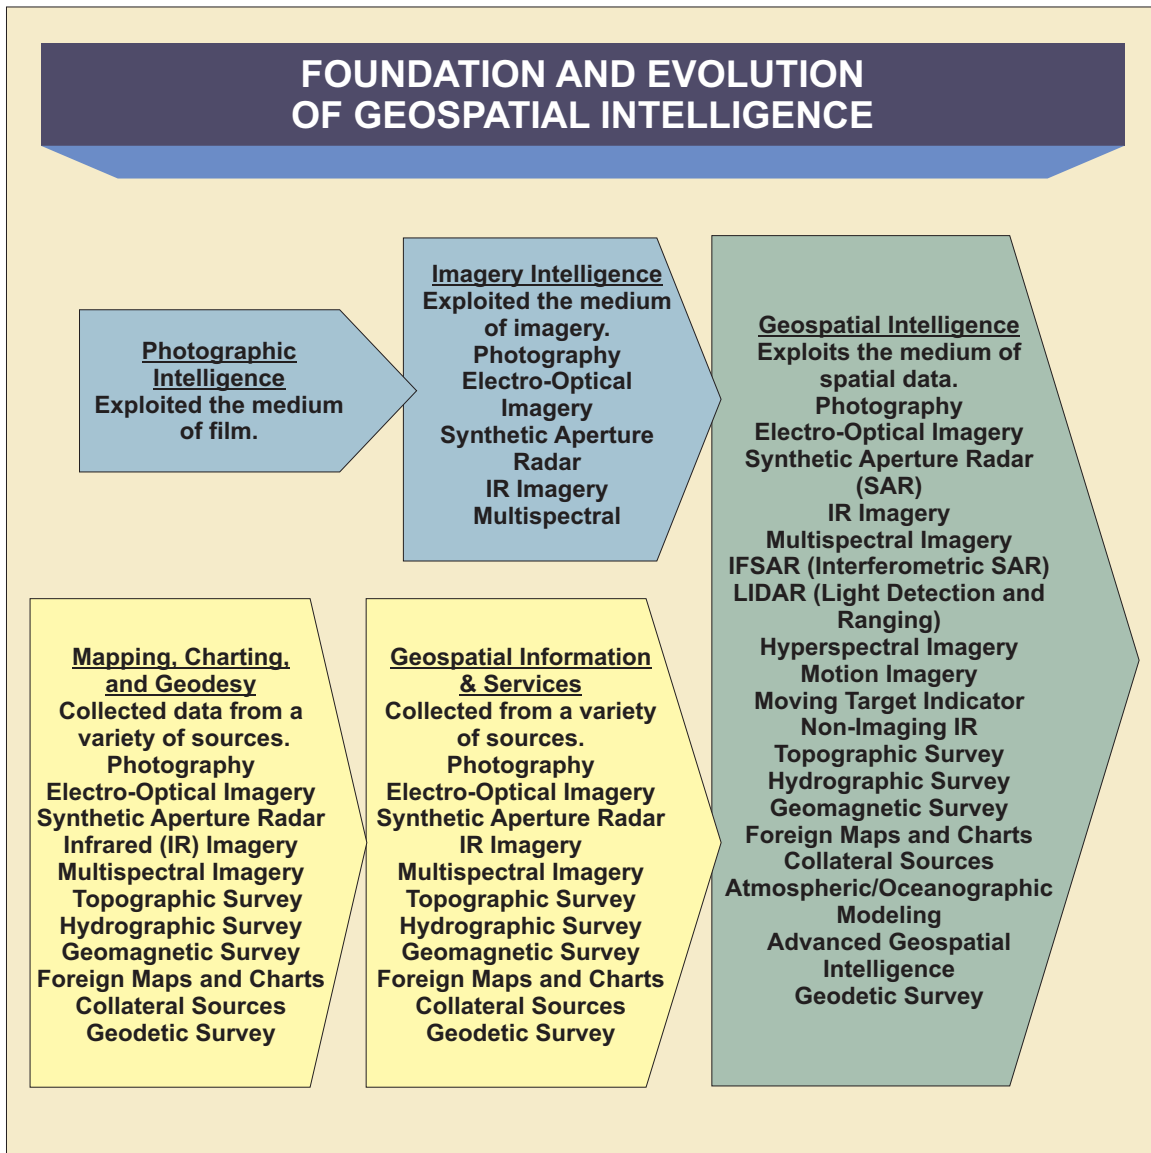 FOUNDATION AND EVOLUTION
OF GEOSPATIAL INTELLIGENCE
Photographic
Intelligence
Exploited the medium
of film.
Imagery Intelligence
Exploited the medium
of imagery.
Photography
Electro-Optical
Imagery
Synthetic Aperture
Radar
IR Imagery
Multispectral
Geospatial Intelligence
Exploits the medium of
spatial data.
Photography
Electro-Optical Imagery
Synthetic Aperture Radar
(SAR)
IR Imagery
Multispectral Imagery
IFSAR (Interferometric SAR)
LIDAR (Light Detection and
Ranging)
Hyperspectral Imagery
Motion Imagery
Moving Target Indicator
Non-Imaging IR
Topographic Survey
Hydrographic Survey
Geomagnetic Survey
Foreign Maps and Charts
Collateral Sources
Atmospheric/Oceanographic
Modeling
Advanced Geospatial
Intelligence
Geodetic Survey
Mapping, Charting,
and Geodesy
Collected data from a
variety of sources.
Photography
Electro-Optical Imagery
Synthetic Aperture Radar
Infrared (IR) Imagery
Multispectral Imagery
Topographic Survey
Hydrographic Survey
Geomagnetic Survey
Foreign Maps and Charts
Collateral Sources
Geodetic Survey
Geospatial Information
& Services
Collected from a variety
of sources.
Photography
Electro-Optical Imagery
Synthetic Aperture Radar
IR Imagery
Multispectral Imagery
Topographic Survey
Hydrographic Survey
Geomagnetic Survey
Foreign Maps and Charts
Collateral Sources
Geodetic Survey